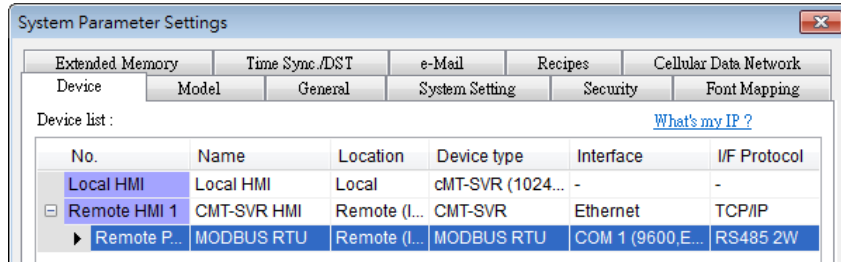 System Parameter Settings
Extended Memory Time Sync./DST e-Mail Recipes Cellular Data Network
Device Model General System Setting Security Font Mapping
Device list : What's my IP ?
No. Name Location Device type Interface I/F Protocol
Local HMI Local HMI Local cMT-SVR (1024... - -
Remote HMI 1 CMT-SVR HMI Remote (I... CMT-SVR Ethernet TCP/IP
Remote P... MODBUS RTU Remote (I... MODBUS RTU COM 1 (9600,E... RS485 2W